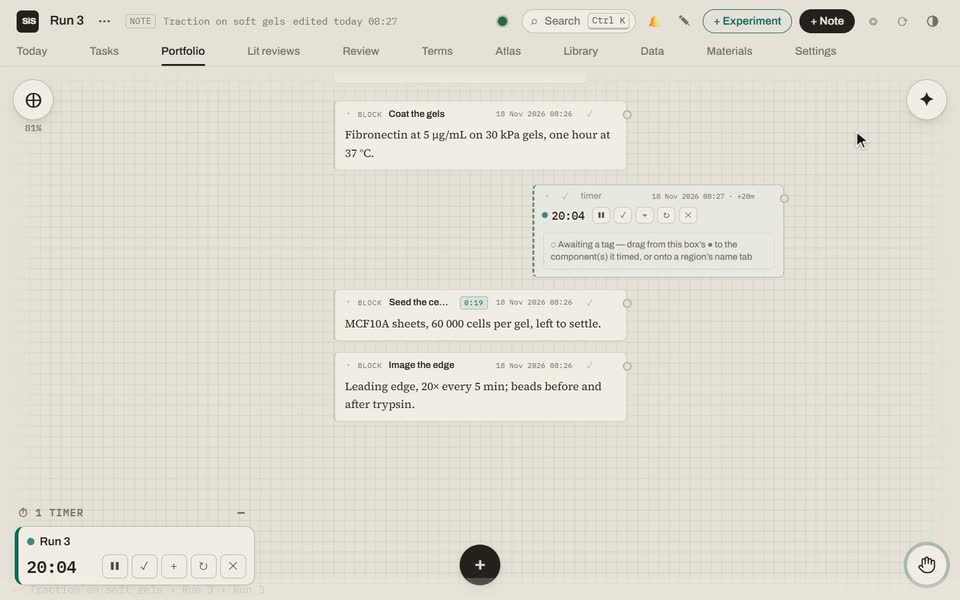 sis Run 3 ··· NOTE Traction on soft gels edited today 08:27 Search Ctrl K + Experiment + Note
Today Tasks Portfolio Lit reviews Review Terms Atlas Library Data Materials Settings
81%
BLOCK Coat the gels 18 Nov 2026 08:26 ✓
Fibronectin at 5 µg/mL on 30 kPa gels, one hour at
37 °C.
✓ timer 18 Nov 2026 08:27 · +20m
20:04
○ Awaiting a tag — drag from this box's ● to the
component(s) it timed, or onto a region's name tab
BLOCK Seed the ce... 0:19 18 Nov 2026 08:26 ✓
MCF10A sheets, 60 000 cells per gel, left to settle.
BLOCK Image the edge 18 Nov 2026 08:26 ✓
Leading edge, 20× every 5 min; beads before and
after trypsin.
1 TIMER
Run 3
20:04
Traction on soft gels · Run 3 · Run 3